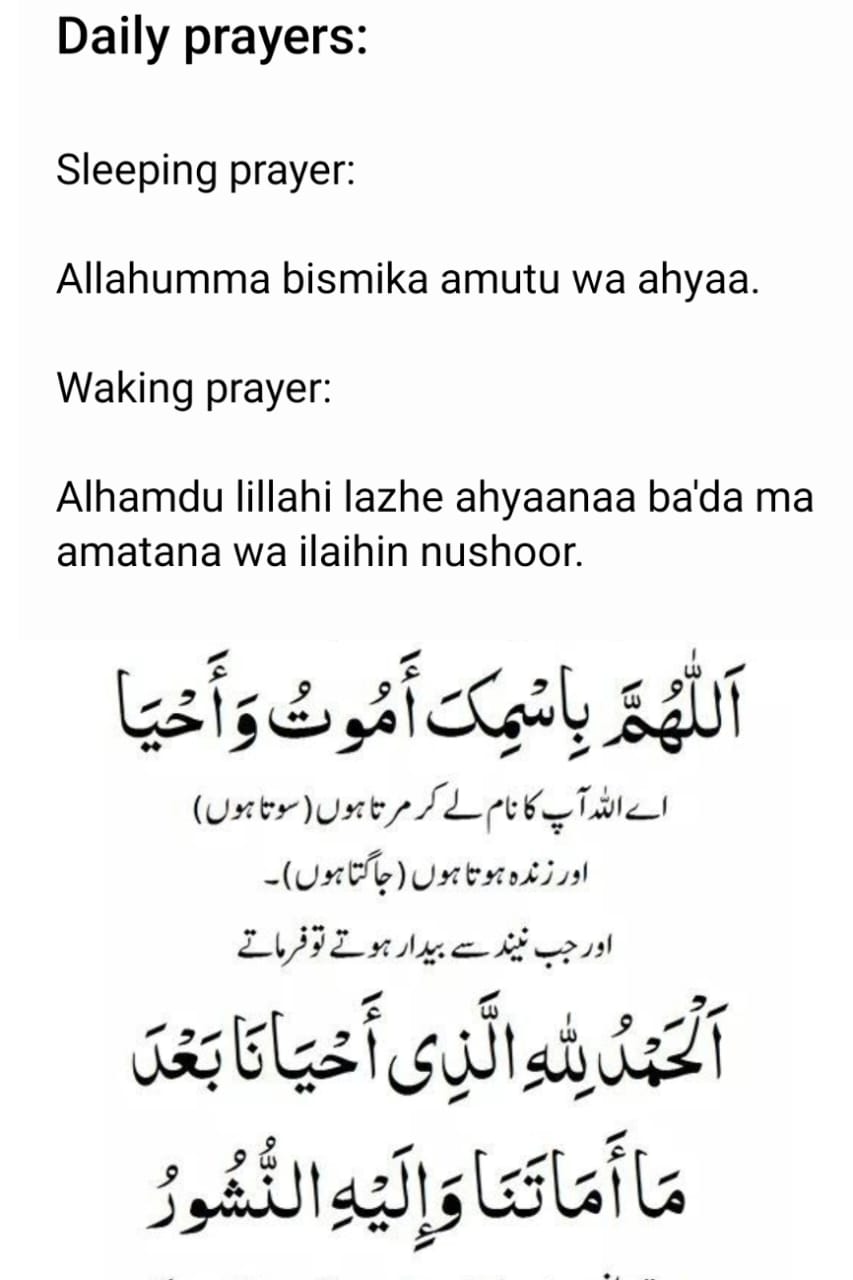 Daily prayers:
Sleeping prayer:
Allahumma bismika amutu wa ahyaa.
Waking prayer:
Alhamdu lillahi lazhe ahyaanaa ba'da ma
amatana wa ilaihin nushoor.
اَللّٰهُمَّ بِاسْمِكَ أَمُوتُ وَأَحْيَا
اے اللہ آپ کا نام لے کر مرتا ہوں (سوتا ہوں)
اور زندہ ہوتا ہوں (جاگتا ہوں)۔
اور جب نیند سے بیدار ہوتے تو فرماتے
اَلْحَمْدُ لِلّٰهِ الَّذِی أَحْيَانَا بَعْدَ
مَا أَمَاتَنَا وَإِلَيْهِ النُّشُورُ